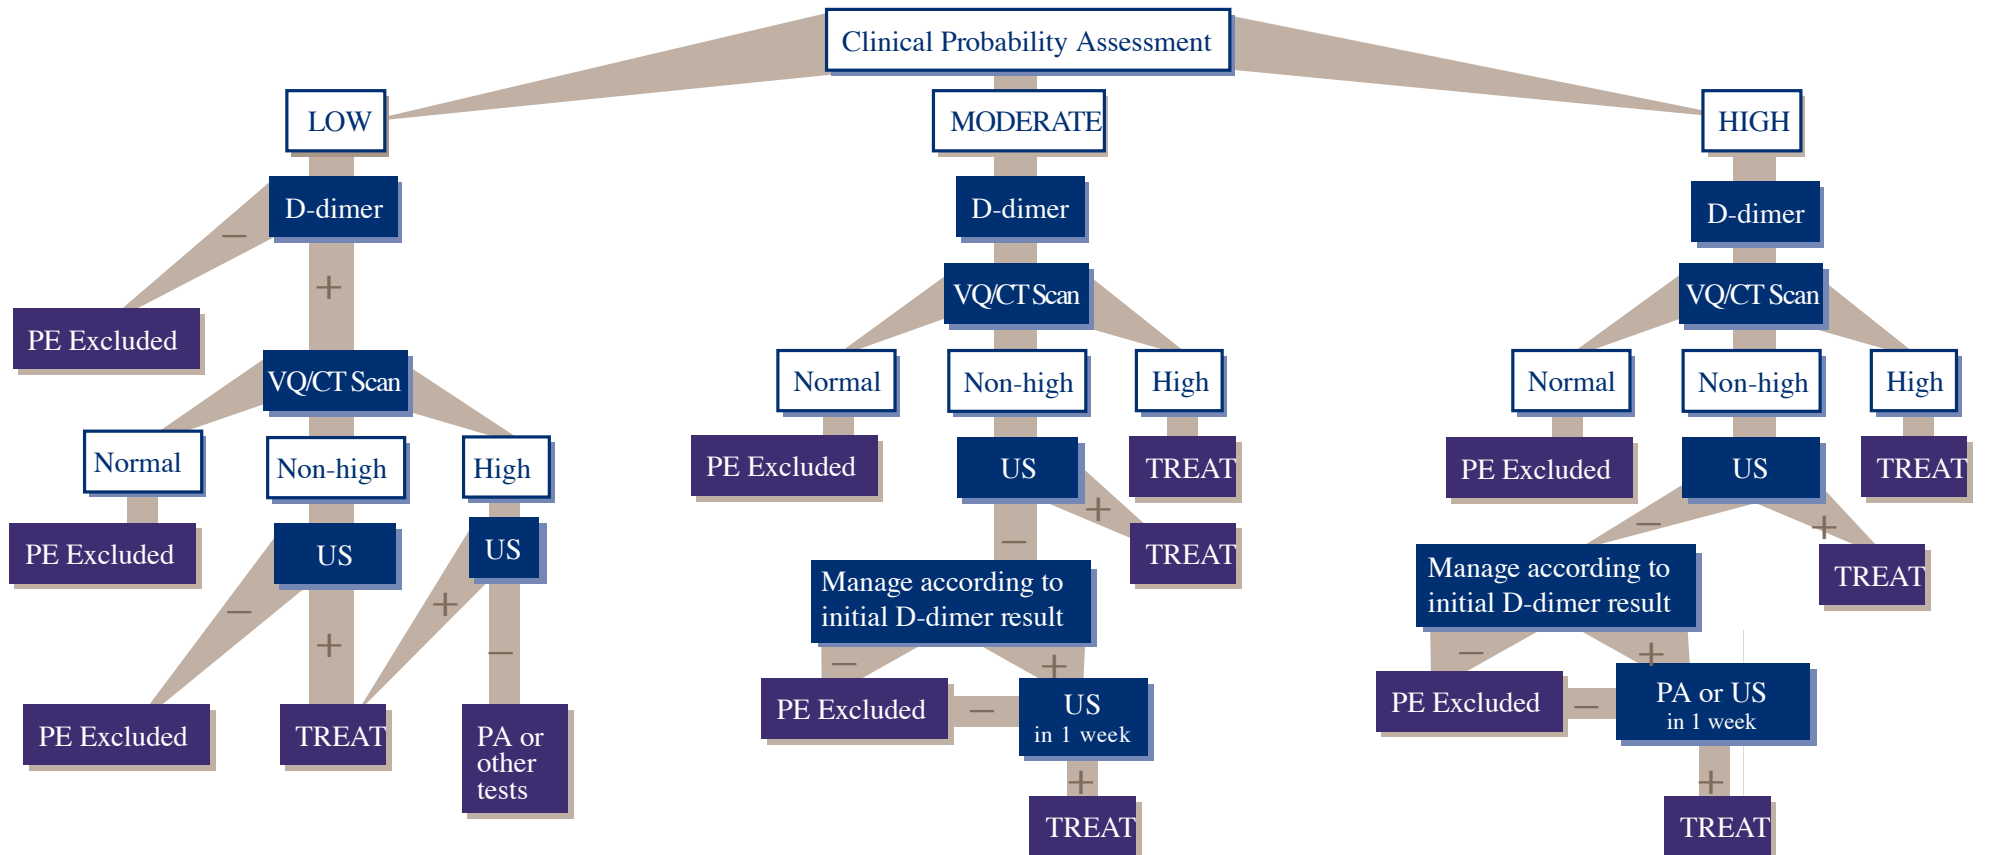 Clinical Probability Assessment
LOW
MODERATE
HIGH
D-dimer
D-dimer
D-dimer
–
+
PE Excluded
VQ/CT Scan
VQ/CT Scan
VQ/CT Scan
Normal
Non-high
High
Normal
Non-high
High
Normal
Non-high
High
PE Excluded
US
US
–
+
+
–
PE Excluded
TREAT
PA or
other
tests
PE Excluded
US
TREAT
+
–
TREAT
Manage according to
initial D-dimer result
–
+
PE Excluded
–
US
in 1 week
+
TREAT
PE Excluded
US
TREAT
–
+
Manage according to
initial D-dimer result
TREAT
–
+
PE Excluded
–
PA or US
in 1 week
+
TREAT